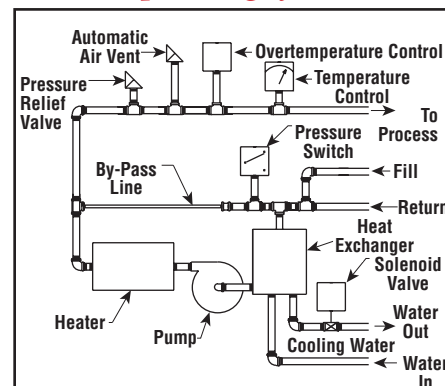 Automatic
Air Vent
Overtemperature Control
Pressure
Relief
Valve
Temperature
Control
To
Process
Pressure
Switch
By-Pass
Line
Fill
Return
Heat
Exchanger
Solenoid
Valve
Heater
Pump
Water
Out
Cooling Water
Water
In